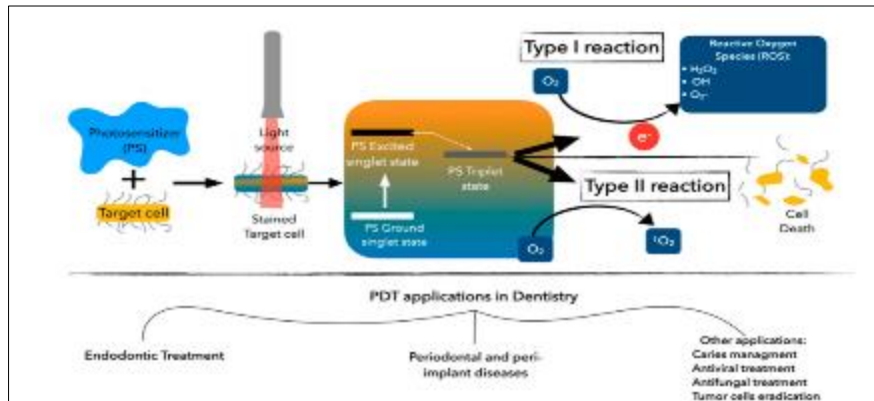 Type I reaction
Reactive Oxygen
Species (ROS):
• H₂O₂
• ·OH
• O₂⁻
O₂
e⁻
Photosensitizer
(PS)
+
Target cell
Light
source
Stained
Target cell
PS Excited
singlet state
PS Triplet
state
PS Ground
singlet state
Type II reaction
O₂
¹O₂
Cell
Death
PDT applications in Dentistry
Endodontic Treatment
Periodontal and peri-
implant diseases
Other applications:
Caries managment
Antiviral treatment
Antifungal treatment
Tumor cells eradication